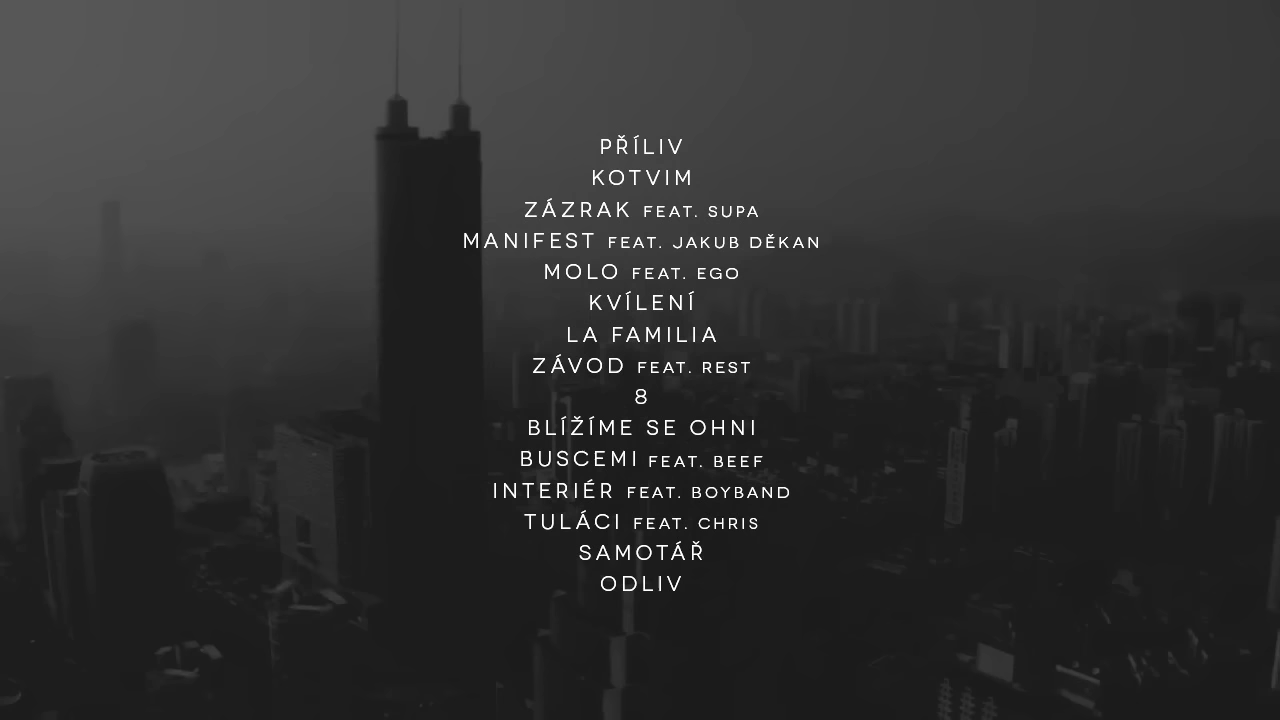 PŘÍLIV
KOTVIM
ZÁZRAK FEAT. SUPA
MANIFEST FEAT. JAKUB DĚKAN
MOLO FEAT. EGO
KVÍLENÍ
LA FAMILIA
ZÁVOD FEAT. REST
8
BLÍŽÍME SE OHNI
BUSCEMI FEAT. BEEF
INTERIÉR FEAT. BOYBAND
TULÁCI FEAT. CHRIS
SAMOTÁŘ
ODLIV